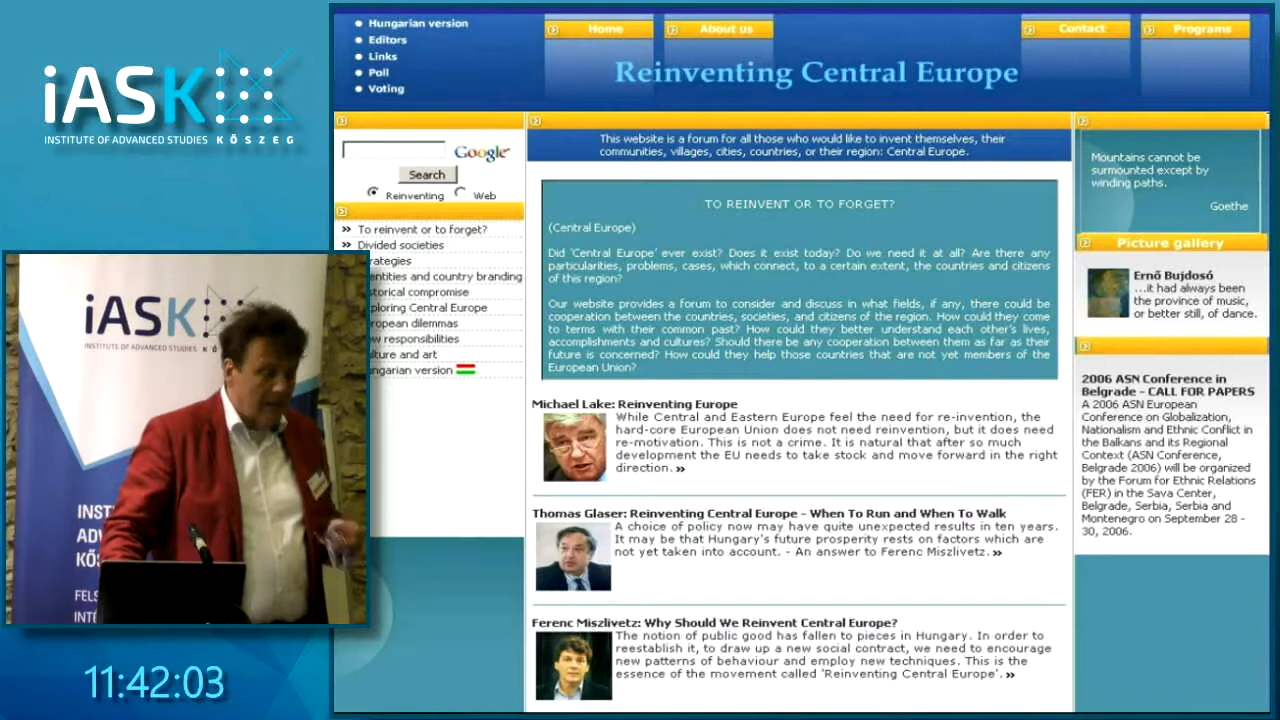 iASK
INSTITUTE OF ADVANCED STUDIES KŐSZEG
Hungarian version
Editors
Links
Poll
Voting
Home
About us
Contact
Programs
Reinventing Central Europe
Google
Search
Reinventing
Web
To reinvent or to forget?
Divided societies
rategies
entities and country branding
storical compromise
xploring Central Europe
uropean dilemmas
ew responsibilities
ulture and art
ungarian version
This website is a forum for all those who would like to invent themselves, their
communities, villages, cities, countries, or their region: Central Europe.
TO REINVENT OR TO FORGET?
(Central Europe)
Did 'Central Europe' ever exist? Does it exist today? Do we need it at all? Are there any
particularities, problems, cases, which connect, to a certain extent, the countries and citizens
of this region?
Our website provides a forum to consider and discuss in what fields, if any, there could be
cooperation between the countries, societies, and citizens of the region. How could they come
to terms with their common past? How could they better understand each other's lives,
accomplishments and cultures? Should there be any cooperation between them as far as their
future is concerned? How could they help those countries that are not yet members of the
European Union?
Michael Lake: Reinventing Europe
While Central and Eastern Europe feel the need for re-invention, the
hard-core European Union does not need reinvention, but it does need
re-motivation. This is not a crime. It is natural that after so much
development the EU needs to take stock and move forward in the right
direction. »
Thomas Glaser: Reinventing Central Europe - When To Run and When To Walk
A choice of policy now may have quite unexpected results in ten years.
It may be that Hungary's future prosperity rests on factors which are
not yet taken into account. - An answer to Ferenc Miszlivetz. »
Ferenc Miszlivetz: Why Should We Reinvent Central Europe?
The notion of public good has fallen to pieces in Hungary. In order to
reestablish it, to draw up a new social contract, we need to encourage
new patterns of behaviour and employ new techniques. This is the
essence of the movement called 'Reinventing Central Europe'. »
Mountains cannot be
surmounted except by
winding paths.
Goethe
Picture gallery
Ernő Bujdosó
...it had always been
the province of music,
or better still, of dance.
2006 ASN Conference in
Belgrade - CALL FOR PAPERS
A 2006 ASN European
Conference on Globalization,
Nationalism and Ethnic Conflict in
the Balkans and its Regional
Context (ASN Conference,
Belgrade 2006) will be organized
by the Forum for Ethnic Relations
(FER) in the Sava Center,
Belgrade, Serbia, Serbia and
Montenegro on September 28 -
30, 2006.
iASK
INSTITUTE OF ADVANCED STUDIES KŐ
INST
ADV
KŐS
FELS
INTÉ
11:42:03